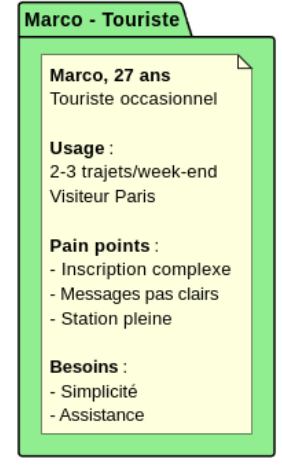 Marco - Touriste
Marco, 27 ans
Touriste occasionnel
Usage :
2-3 trajets/week-end
Visiteur Paris
Pain points :
- Inscription complexe
- Messages pas clairs
- Station pleine
Besoins :
- Simplicité
- Assistance